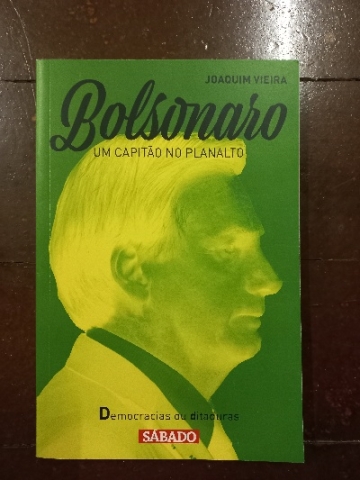 JOAQUIM VIEIRA
Bolsonaro
UM CAPITÃO NO PLANALTO
Democracias ou ditaduras
SÁBADO